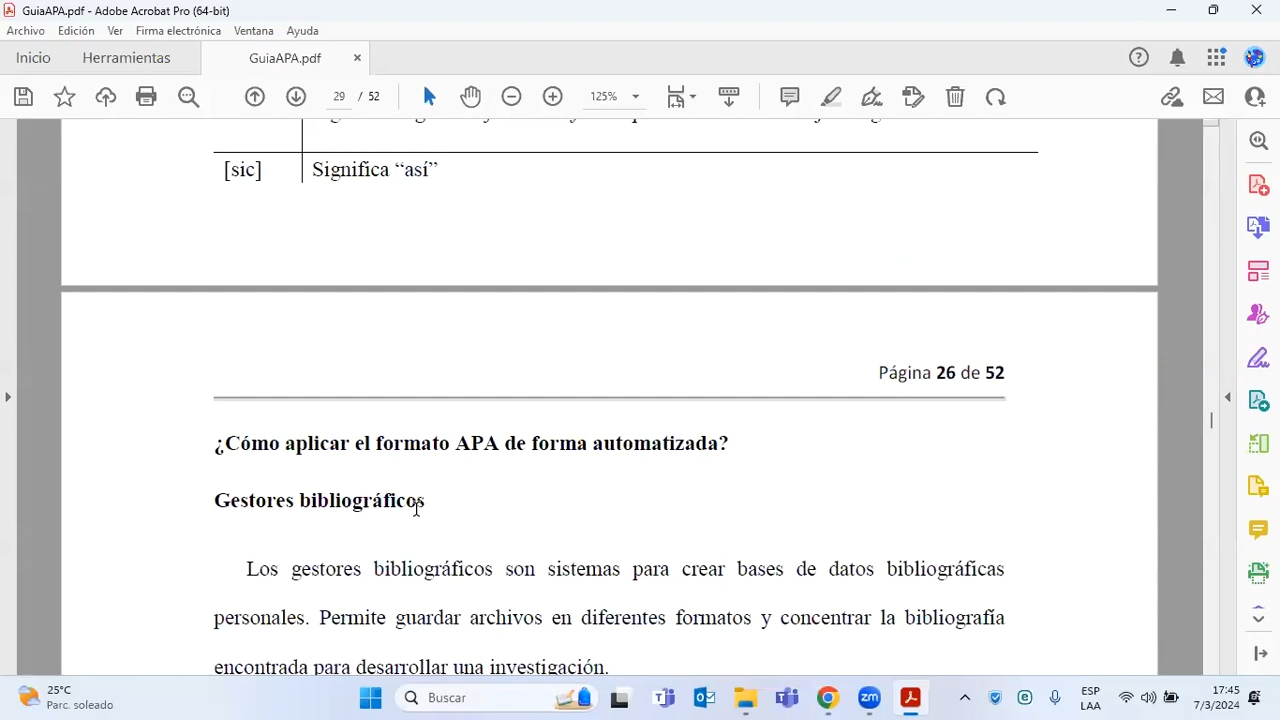 GuiaAPA.pdf - Adobe Acrobat Pro (64-bit)
Archivo Edición Ver Firma electrónica Ventana Ayuda
Inicio Herramientas GuiaAPA.pdf ×
29 / 52 125%
[sic] Significa “así”
Página 26 de 52
¿Cómo aplicar el formato APA de forma automatizada?
Gestores bibliográficos
Los gestores bibliográficos son sistemas para crear bases de datos bibliográficas
personales. Permite guardar archivos en diferentes formatos y concentrar la bibliografía
encontrada para desarrollar una investigación.
25°C
Parc. soleado
Buscar
zm
ESP
LAA
17:45
7/3/2024